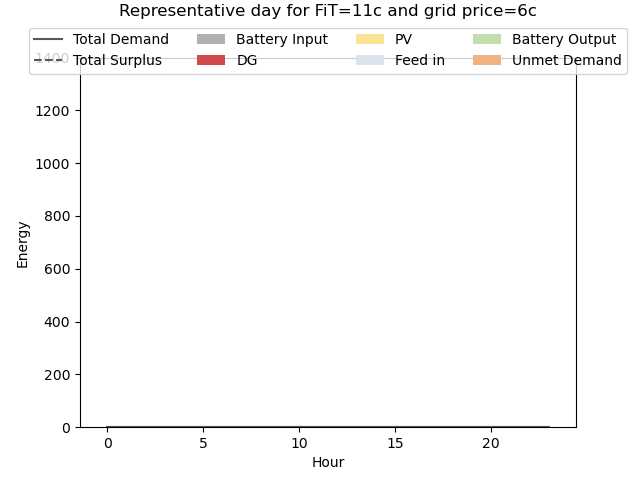 Representative day for FiT=11c and grid price=6c
Total Demand
Battery Input
PV
Battery Output
Total Surplus
DG
Feed in
Unmet Demand
1400
1200
1000
800
600
400
200
0
Energy
0 5 10 15 20
Hour